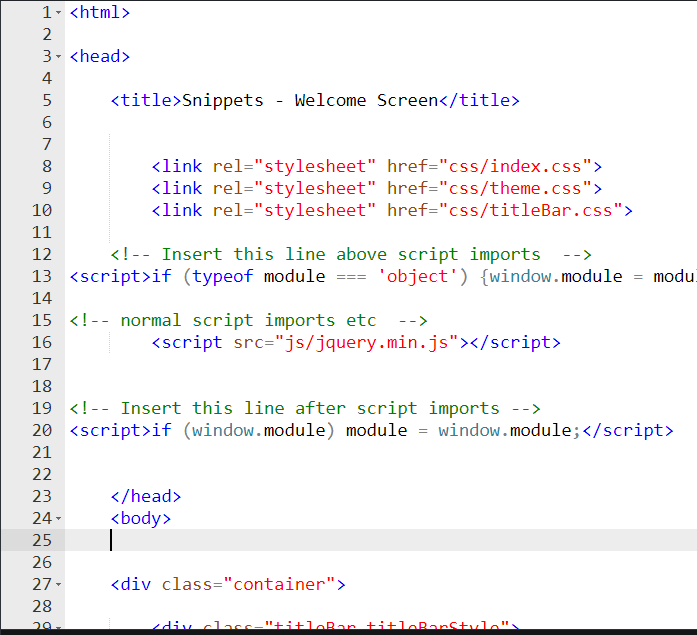 1 <html>
2
3 <head>
4
5 <title>Snippets - Welcome Screen</title>
6
7
8 <link rel="stylesheet" href="css/index.css">
9 <link rel="stylesheet" href="css/theme.css">
10 <link rel="stylesheet" href="css/titleBar.css">
11
12 <!-- Insert this line above script imports  -->
13 <script>if (typeof module === 'object') {window.module = modu
14
15 <!-- normal script imports etc  -->
16 <script src="js/jquery.min.js"></script>
17
18
19 <!-- Insert this line after script imports -->
20 <script>if (window.module) module = window.module;</script>
21
22
23 </head>
24 <body>
25
26
27 <div class="container">
28
29 <div class="titleBar titleBarStyle">